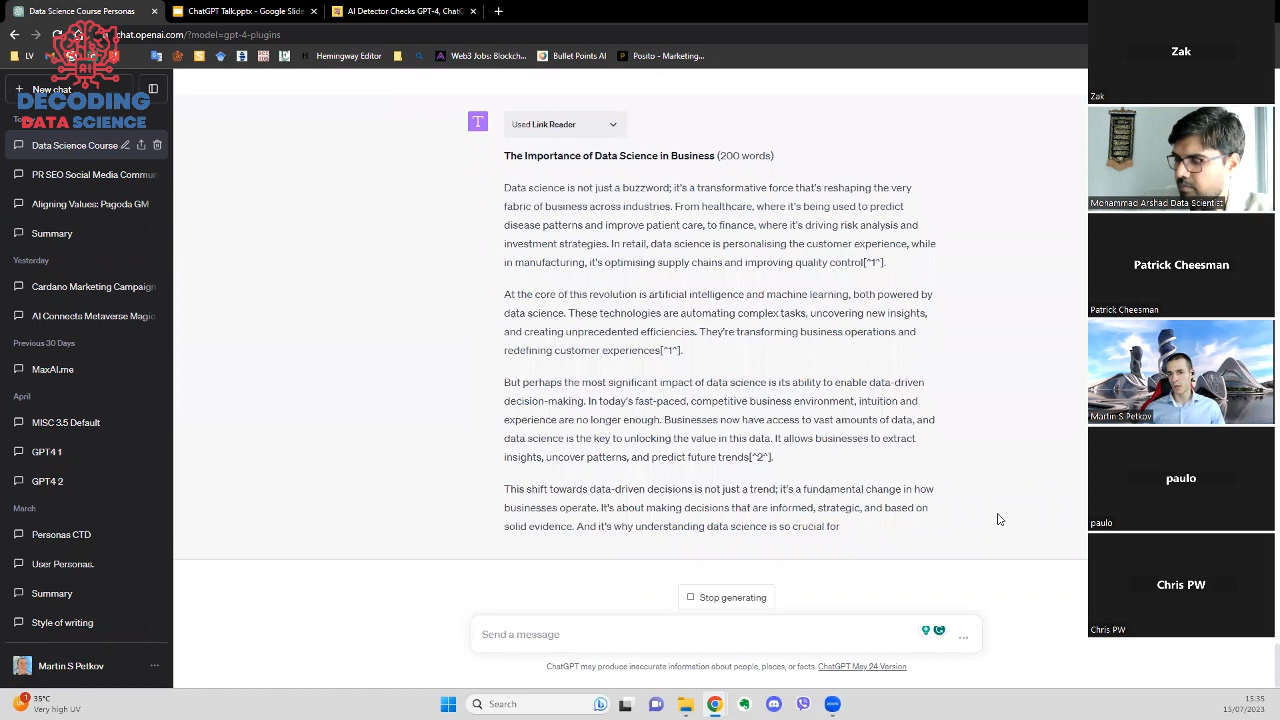 ChatGPT Talk.pptx - Google Slide
AI Detector Checks GPT-4, ChatG
chat.openai.com/?model=gpt-4-plugins
LV
Hemingway Editor
Web3 Jobs: Blockch...
Bullet Points AI
Posito - Marketing...
New chat
DECODING
DATA SCIENCE
Data Science Course
PR SEO Social Media Commun
Aligning Values: Pagoda GM
Summary
Yesterday
Cardano Marketing Campaign
AI Connects Metaverse Magic
Previous 30 Days
MaxAI.me
April
MISC 3.5 Default
GPT4 1
GPT4 2
March
Personas CTD
User Personas.
Summary
Style of writing
Martin S Petkov
Used Link Reader
The Importance of Data Science in Business (200 words)
Data science is not just a buzzword; it's a transformative force that's reshaping the very
fabric of business across industries. From healthcare, where it's being used to predict
disease patterns and improve patient care, to finance, where it's driving risk analysis and
investment strategies. In retail, data science is personalising the customer experience, while
in manufacturing, it's optimising supply chains and improving quality control[^1^].
At the core of this revolution is artificial intelligence and machine learning, both powered by
data science. These technologies are automating complex tasks, uncovering new insights,
and creating unprecedented efficiencies. They're transforming business operations and
redefining customer experiences[^1^].
But perhaps the most significant impact of data science is its ability to enable data-driven
decision-making. In today's fast-paced, competitive business environment, intuition and
experience are no longer enough. Businesses now have access to vast amounts of data, and
data science is the key to unlocking the value in this data. It allows businesses to extract
insights, uncover patterns, and predict future trends[^2^].
This shift towards data-driven decisions is not just a trend; it's a fundamental change in how
businesses operate. It's about making decisions that are informed, strategic, and based on
solid evidence. And it's why understanding data science is so crucial for
Stop generating
Send a message
ChatGPT may produce inaccurate information about people, places, or facts. ChatGPT May 24 Version
Zak
Zak
Mohammad Arshad Data Scientist
Patrick Cheesman
Patrick Cheesman
Martin S Petkov
paulo
paulo
Chris PW
Chris PW
1
35°C
Very high UV
Search
zoom
15:35
15/07/2023